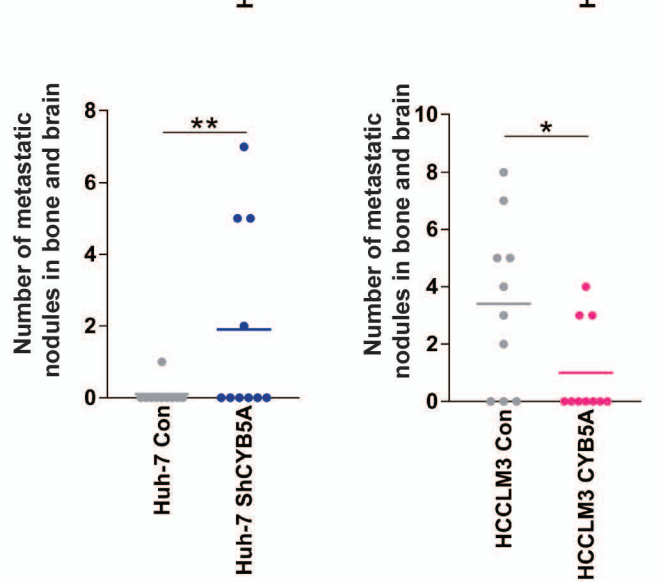 H
H
Number of metastatic
nodules in bone and brain
8
6
4
2
0
**
Huh-7 Con
Huh-7 ShCYB5A
Number of metastatic
nodules in bone and brain
10
8
6
4
2
0
*
HCCLM3 Con
HCCLM3 CYB5A